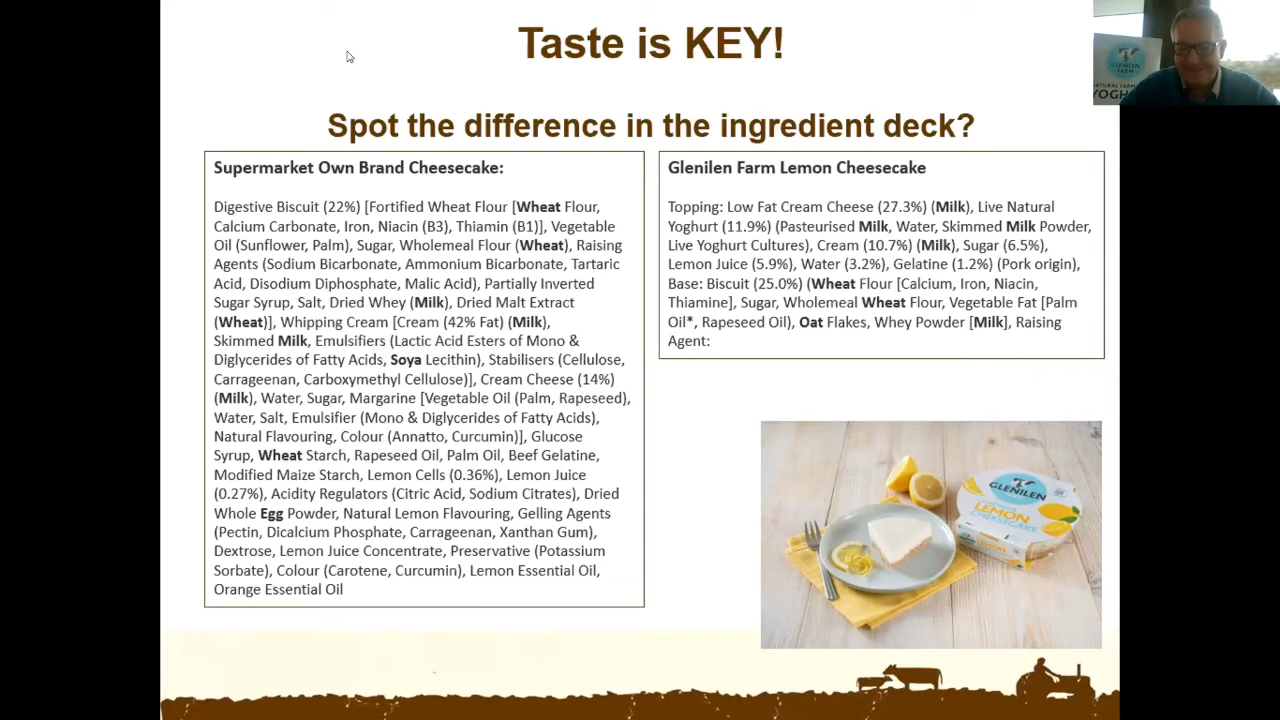 Taste is KEY!
GLENILEN
FARM
NATURAL FARM
YOGH
Spot the difference in the ingredient deck?
Supermarket Own Brand Cheesecake:
Digestive Biscuit (22%) [Fortified Wheat Flour [Wheat Flour,
Calcium Carbonate, Iron, Niacin (B3), Thiamin (B1)], Vegetable
Oil (Sunflower, Palm), Sugar, Wholemeal Flour (Wheat), Raising
Agents (Sodium Bicarbonate, Ammonium Bicarbonate, Tartaric
Acid, Disodium Diphosphate, Malic Acid), Partially Inverted
Sugar Syrup, Salt, Dried Whey (Milk), Dried Malt Extract
(Wheat)], Whipping Cream [Cream (42% Fat) (Milk),
Skimmed Milk, Emulsifiers (Lactic Acid Esters of Mono &
Diglycerides of Fatty Acids, Soya Lecithin), Stabilisers (Cellulose,
Carrageenan, Carboxymethyl Cellulose)], Cream Cheese (14%)
(Milk), Water, Sugar, Margarine [Vegetable Oil (Palm, Rapeseed),
Water, Salt, Emulsifier (Mono & Diglycerides of Fatty Acids),
Natural Flavouring, Colour (Annatto, Curcumin)], Glucose
Syrup, Wheat Starch, Rapeseed Oil, Palm Oil, Beef Gelatine,
Modified Maize Starch, Lemon Cells (0.36%), Lemon Juice
(0.27%), Acidity Regulators (Citric Acid, Sodium Citrates), Dried
Whole Egg Powder, Natural Lemon Flavouring, Gelling Agents
(Pectin, Dicalcium Phosphate, Carrageenan, Xanthan Gum),
Dextrose, Lemon Juice Concentrate, Preservative (Potassium
Sorbate), Colour (Carotene, Curcumin), Lemon Essential Oil,
Orange Essential Oil
Glenilen Farm Lemon Cheesecake
Topping: Low Fat Cream Cheese (27.3%) (Milk), Live Natural
Yoghurt (11.9%) (Pasteurised Milk, Water, Skimmed Milk Powder,
Live Yoghurt Cultures), Cream (10.7%) (Milk), Sugar (6.5%),
Lemon Juice (5.9%), Water (3.2%), Gelatine (1.2%) (Pork origin),
Base: Biscuit (25.0%) (Wheat Flour [Calcium, Iron, Niacin,
Thiamine], Sugar, Wholemeal Wheat Flour, Vegetable Fat [Palm
Oil*, Rapeseed Oil), Oat Flakes, Whey Powder [Milk], Raising
Agent:
GLENILEN
LEMON
CHEESECAKE